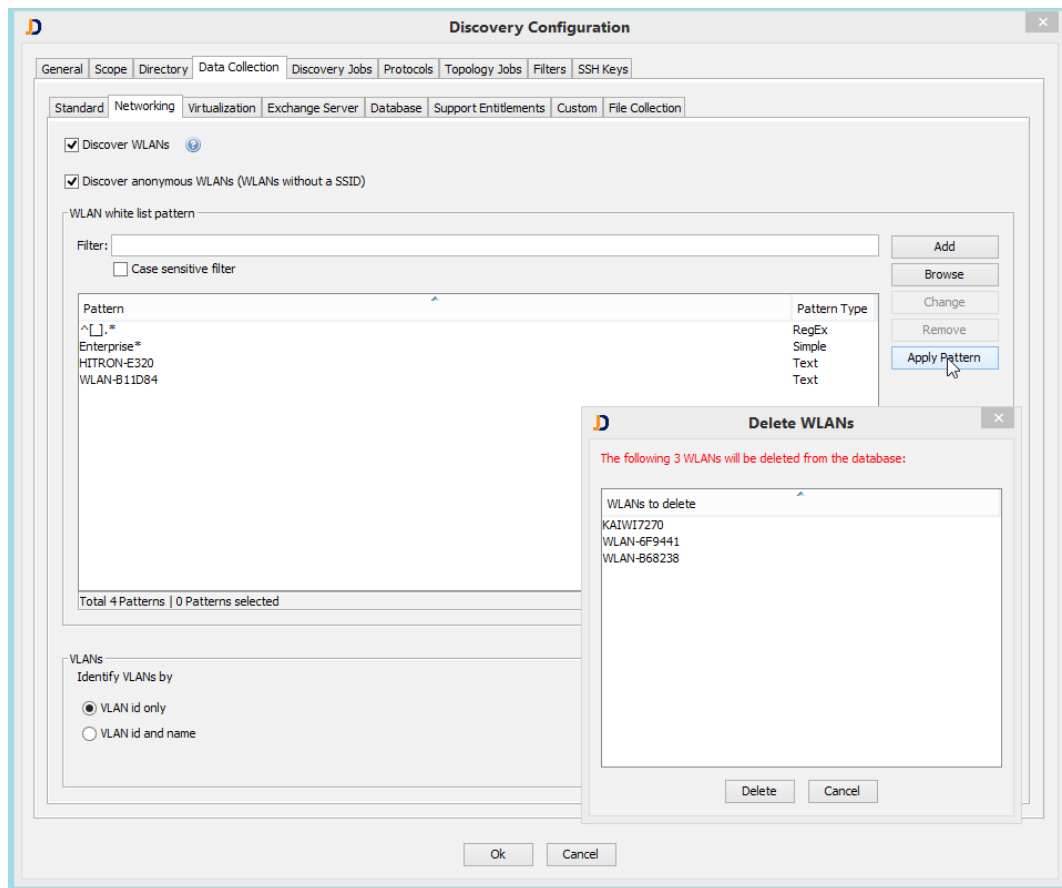 JD Discovery Configuration
General Scope Directory Data Collection Discovery Jobs Protocols Topology Jobs Filters SSH Keys
Standard Networking Virtualization Exchange Server Database Support Entitlements Custom File Collection
Discover WLANs ?
Discover anonymous WLANs (WLANs without a SSID)
WLAN white list pattern
Filter: Add
Case sensitive filter Browse
Pattern Pattern Type Change
^[_].* RegEx Remove
Enterprise* Simple
HITRON-E320 Text Apply Pattern
WLAN-B11D84 Text
JD Delete WLANs
The following 3 WLANs will be deleted from the database:
WLANs to delete
KAIWI7270
WLAN-6F9441
WLAN-B68238
Total 4 Patterns | 0 Patterns selected
VLANs
Identify VLANs by
VLAN id only
VLAN id and name
Delete Cancel
Ok Cancel